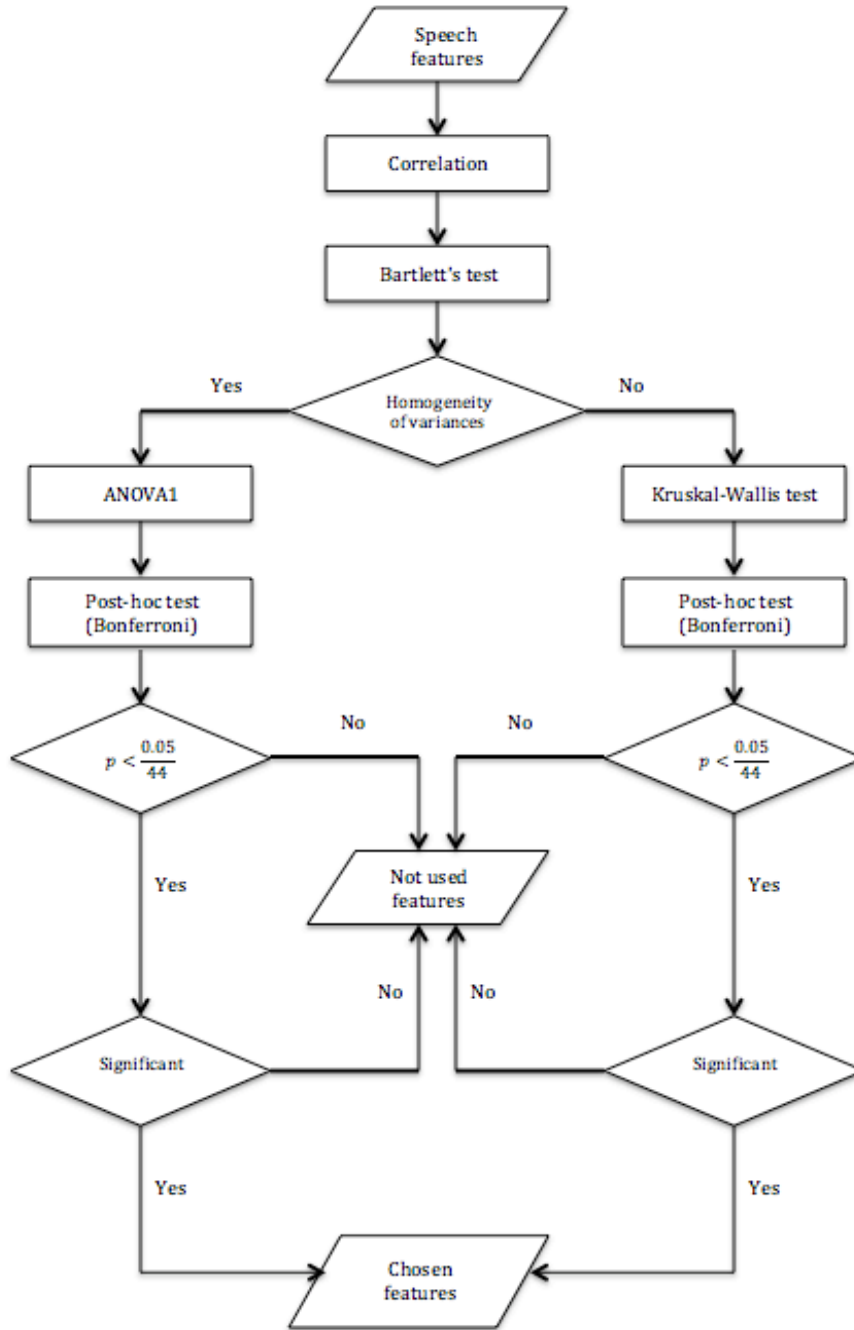 Speech
features
Correlation
Bartlett's test
Yes
Homogeneity
of variances
No
ANOVA1
Kruskal-Wallis test
Post-hoc test
(Bonferroni)
Post-hoc test
(Bonferroni)
p < 0.05/44
No
No
p < 0.05/44
Yes
Not used
features
Yes
No
No
Significant
Significant
Yes
Yes
Chosen
features